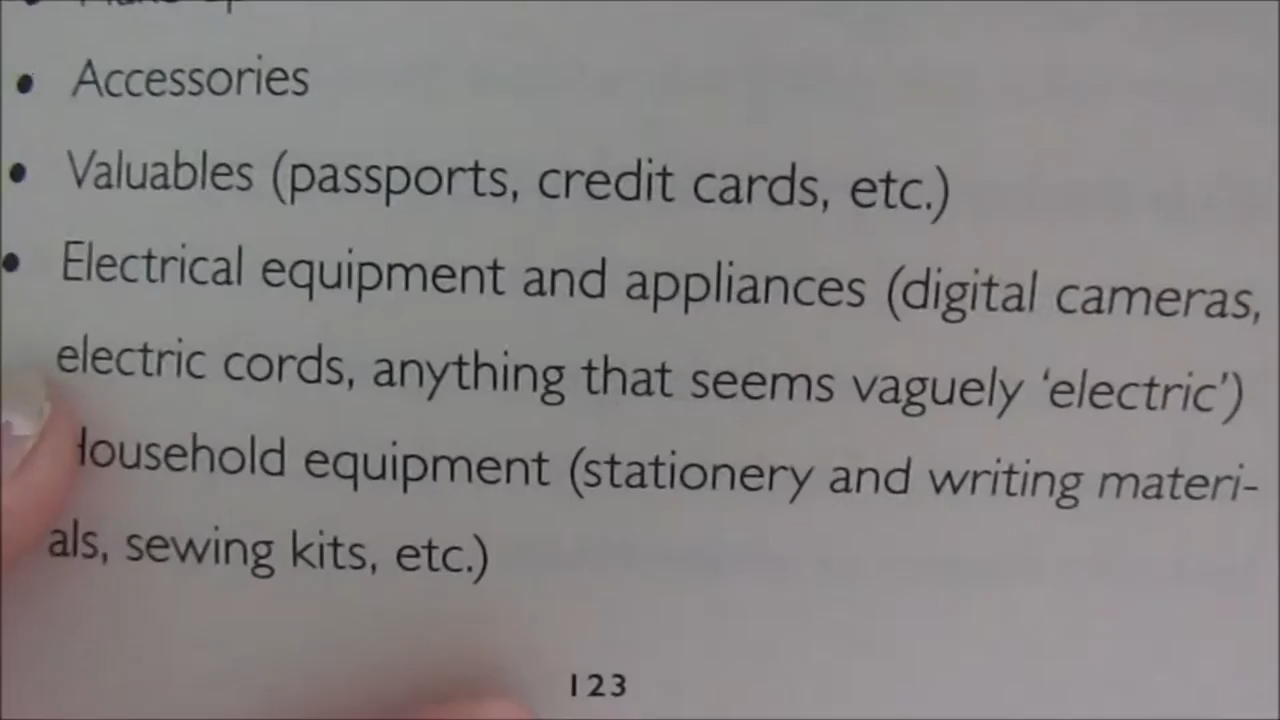 • Accessories
• Valuables (passports, credit cards, etc.)
• Electrical equipment and appliances (digital cameras,
electric cords, anything that seems vaguely ‘electric’)
Household equipment (stationery and writing materi-
als, sewing kits, etc.)
123